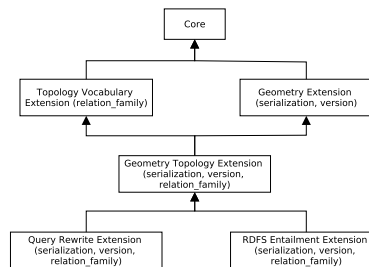 Core
Topology Vocabulary
Extension (relation_family)
Geometry Extension
(serialization, version)
Geometry Topology Extension
(serialization, version,
relation_family)
Query Rewrite Extension
(serialization, version,
relation_family)
RDFS Entailment Extension
(serialization, version,
relation_family)